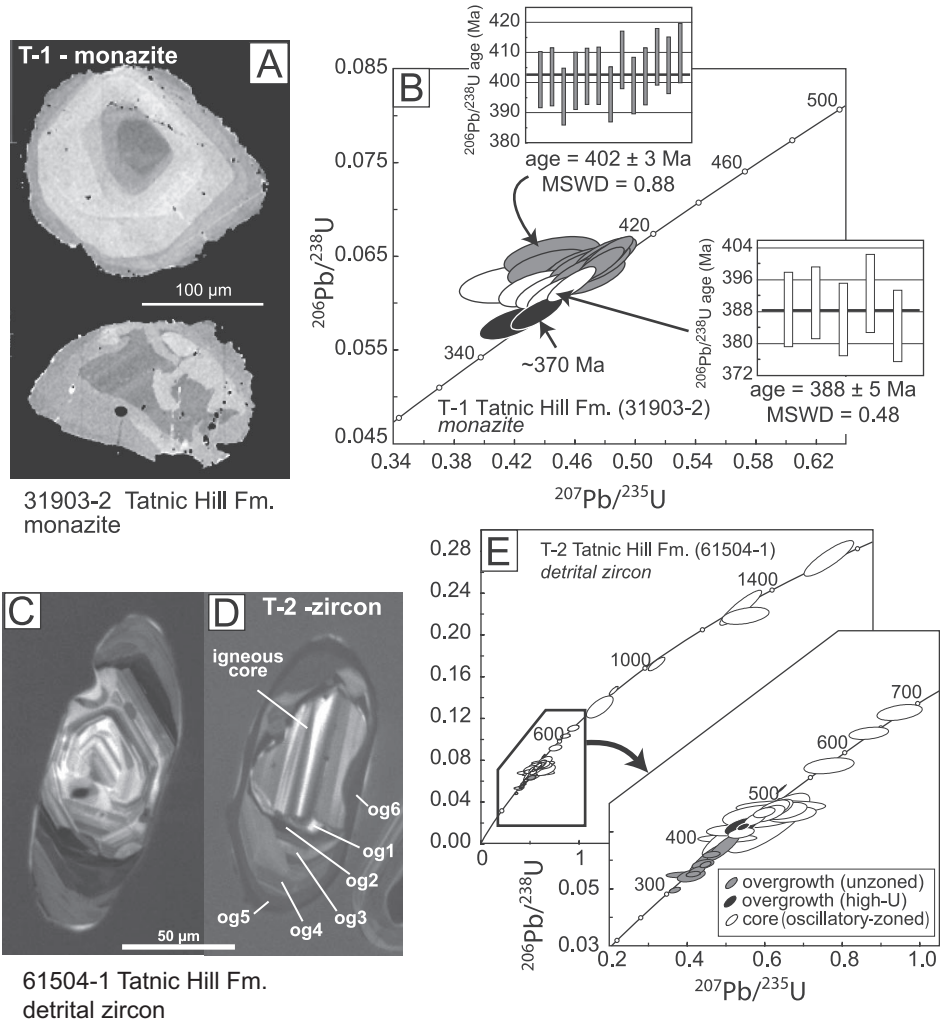 T-1 - monazite
A
100 µm
31903-2 Tatnic Hill Fm.
monazite
B
0.085
0.075
0.065
0.055
0.045
²⁰⁶Pb/²³⁸U
0.34
0.38
0.42
0.46
0.50
0.54
0.58
0.62
²⁰⁷Pb/²³⁵U
340
420
460
500
~370 Ma
T-1 Tatnic Hill Fm. (31903-2)
monazite
420
410
400
390
380
²⁰⁶Pb/²³⁸U age (Ma)
age = 402 ± 3 Ma
MSWD = 0.88
404
396
388
380
372
²⁰⁶Pb/²³⁸U age (Ma)
age = 388 ± 5 Ma
MSWD = 0.48
C
D
T-2 -zircon
igneous
core
og6
og1
og2
og3
og4
og5
50 µm
61504-1 Tatnic Hill Fm.
detrital zircon
E
T-2 Tatnic Hill Fm. (61504-1)
detrital zircon
0.28
0.24
0.20
0.16
0.12
0.08
0.04
0.00
0
1
600
1000
1400
²⁰⁶Pb/²³⁸U
0.05
0.03
300
400
500
600
700
overgrowth (unzoned)
overgrowth (high-U)
core (oscillatory-zoned)
0.2
0.4
0.6
0.8
1.0
²⁰⁷Pb/²³⁵U